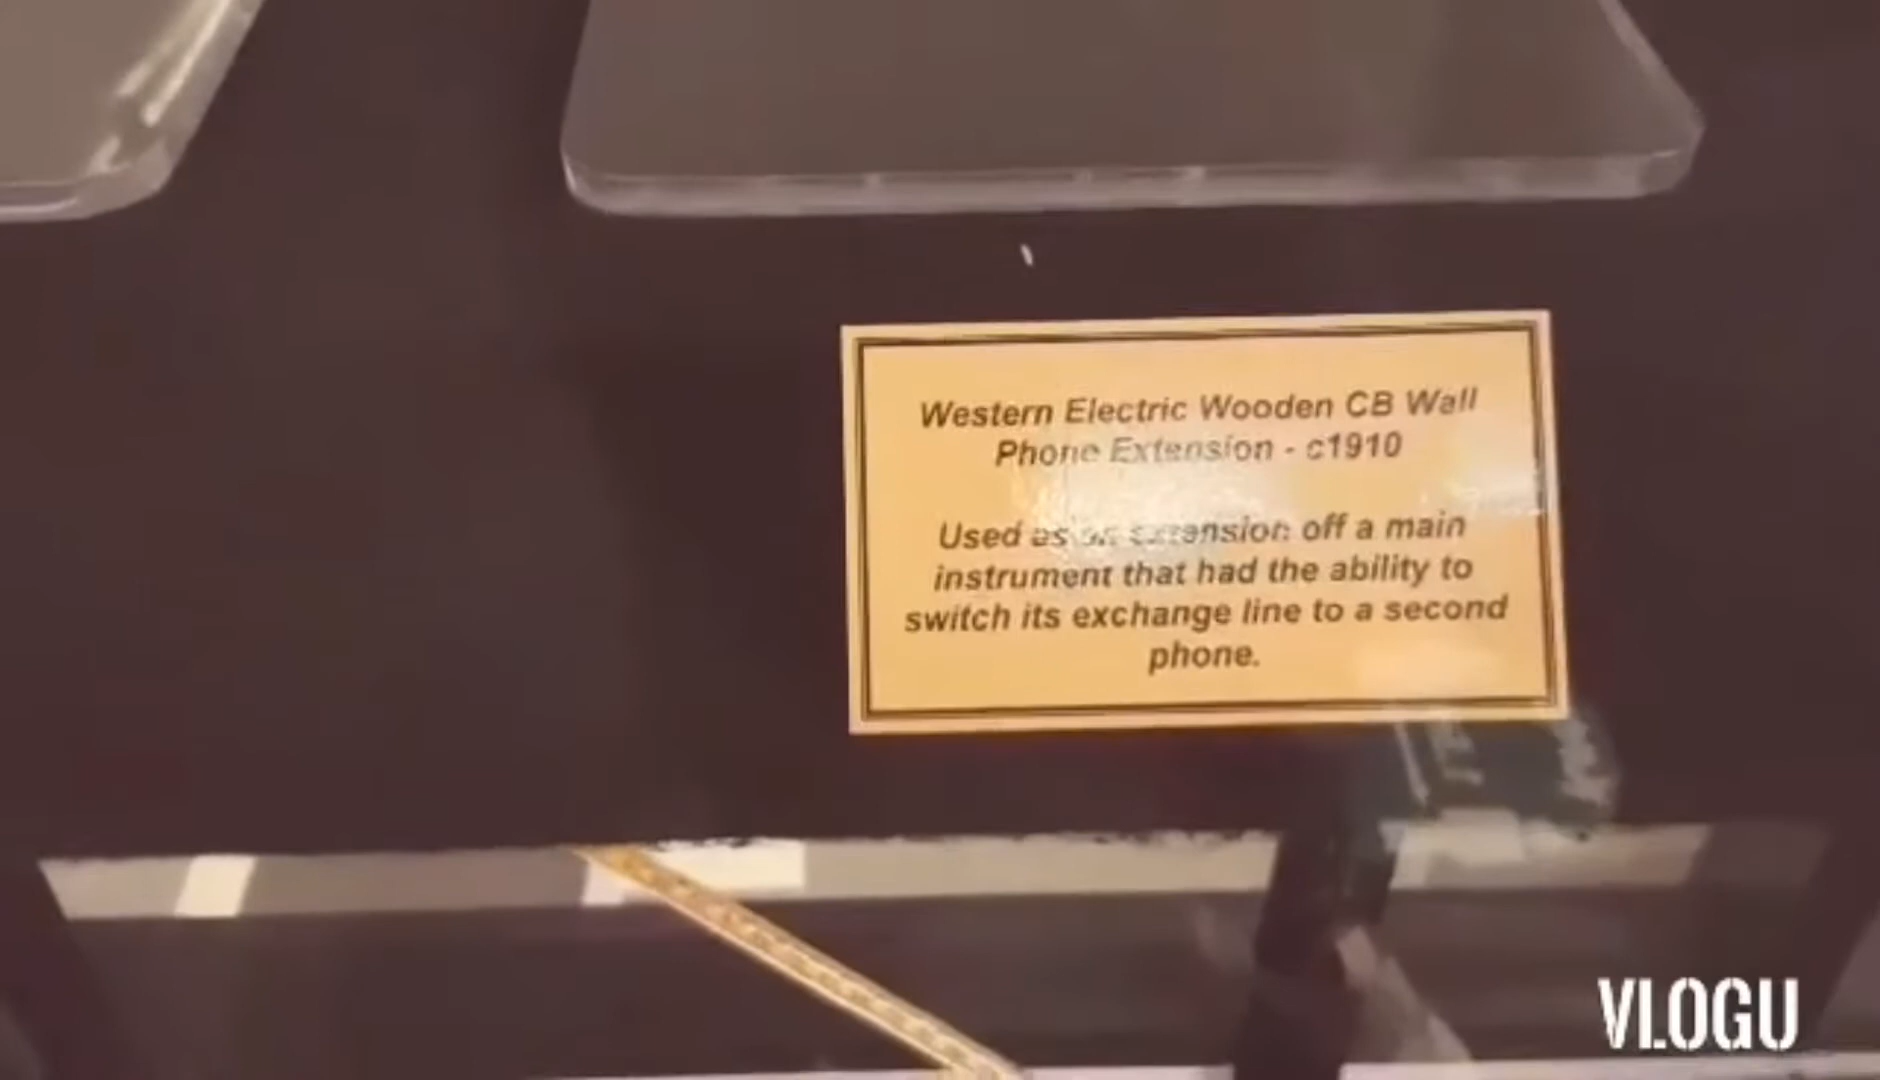 Western Electric Wooden CB Wall
Phone Extension - c1910
Used as an extension off a main
instrument that had the ability to
switch its exchange line to a second
phone.
VLOGU